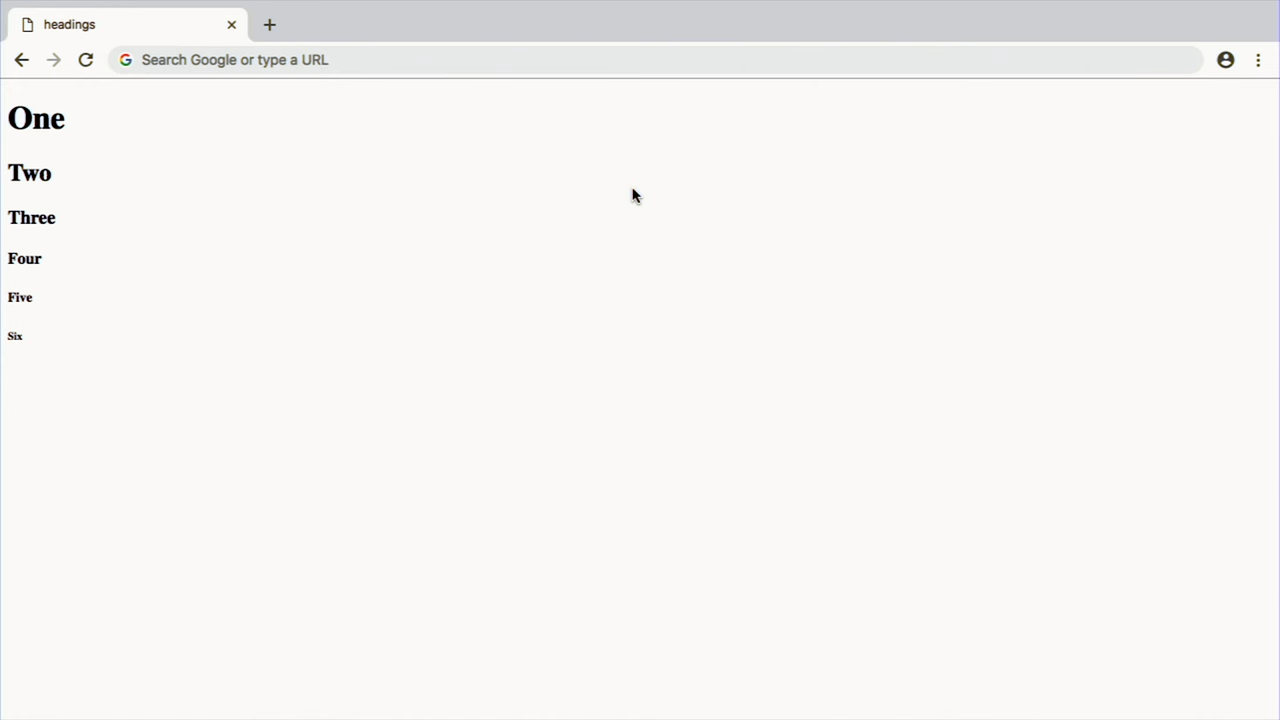 headings
Search Google or type a URL
One
Two
Three
Four
Five
Six